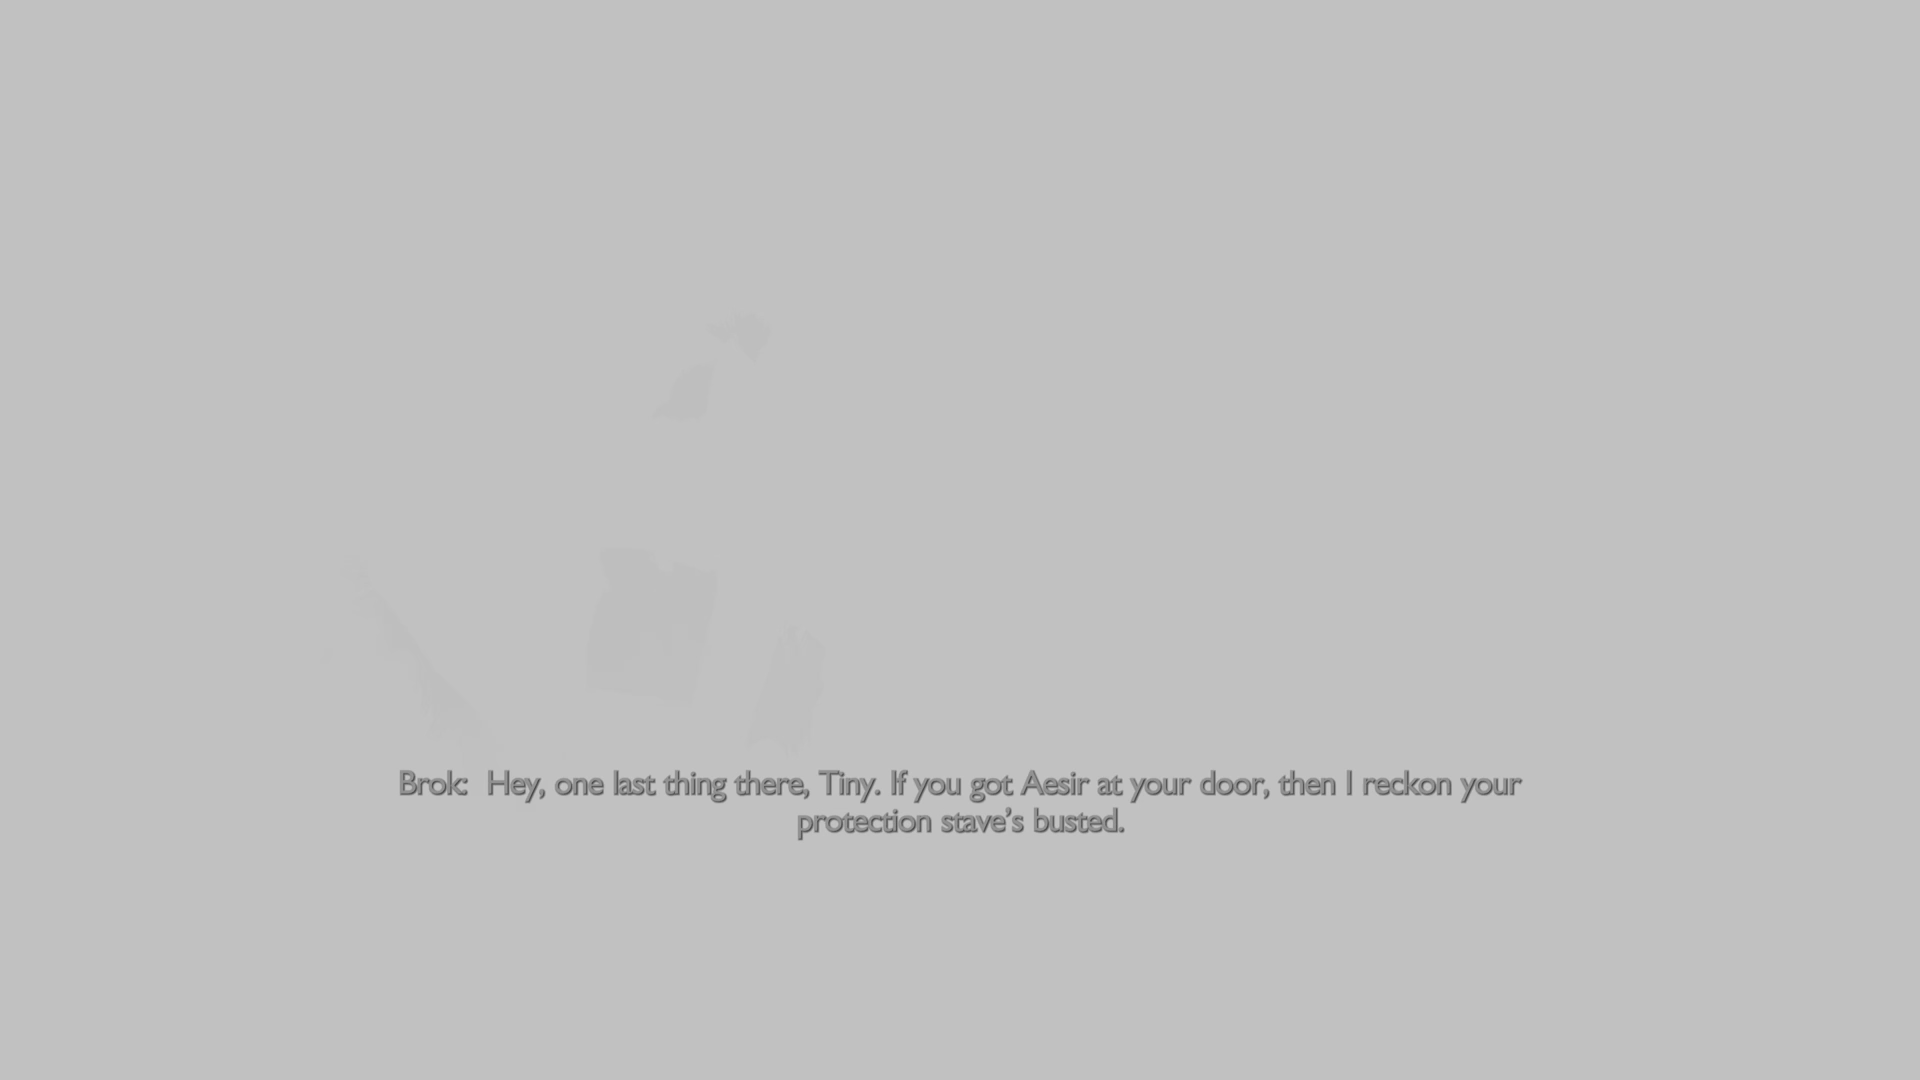 Brok:  Hey, one last thing there, Tiny. If you got Aesir at your door, then I reckon your
protection stave’s busted.